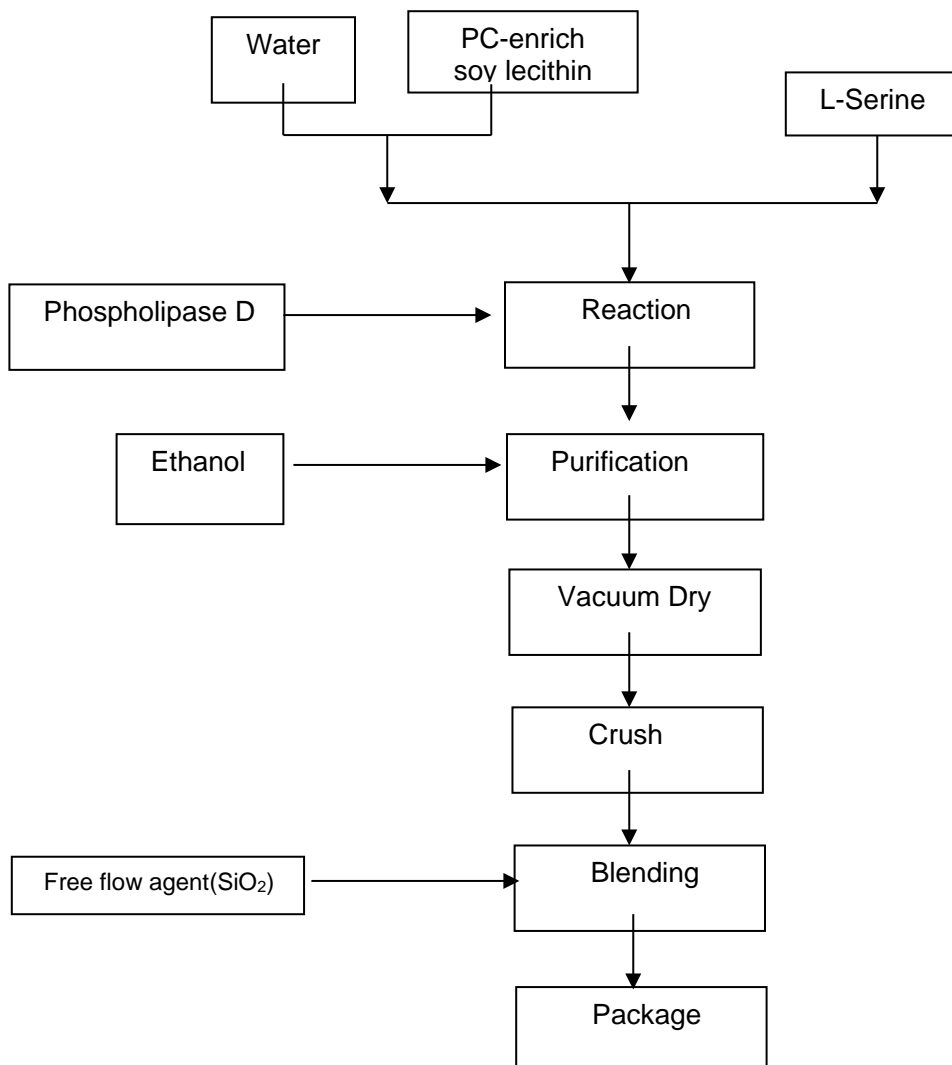 Water
PC-enrich
soy lecithin
L-Serine
Phospholipase D
Reaction
Ethanol
Purification
Vacuum Dry
Crush
Free flow agent(SiO₂)
Blending
Package